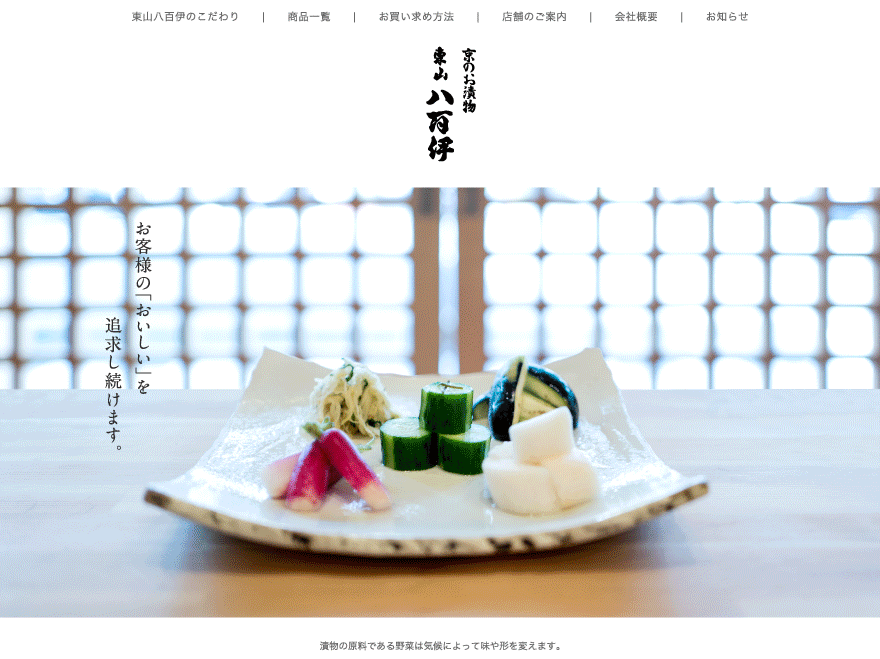 東山八百伊のこだわり | 商品一覧 | お買い求め方法 | 店舗のご案内 | 会社概要 | お知らせ
京のお漬物
東山 八百伊
お客様の「おいしい」を
追求し続けます。
漬物の原料である野菜は気候によって味や形を変えます。